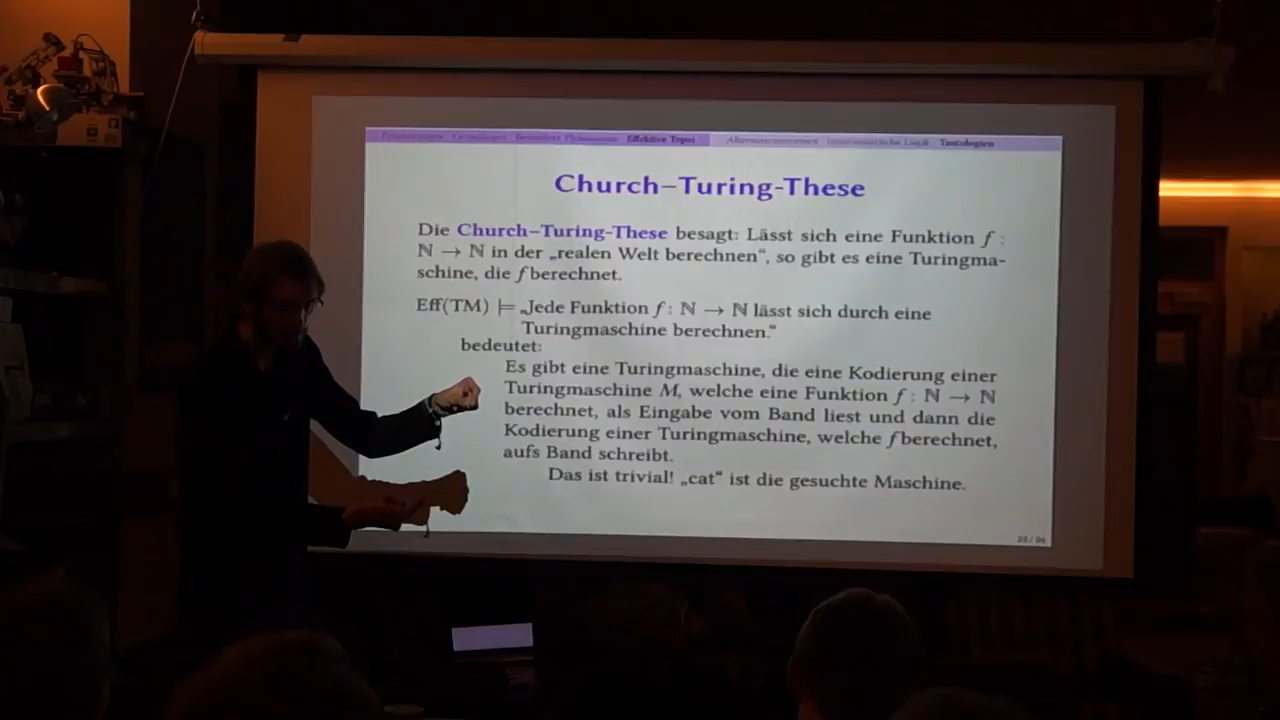 Effektive Topoi Tautologien
Church–Turing-These
Die Church–Turing-These besagt: Lässt sich eine Funktion f :
ℕ → ℕ in der „realen Welt berechnen“, so gibt es eine Turingma-
schine, die f berechnet.
Eff(TM) ⊨ „Jede Funktion f : ℕ → ℕ lässt sich durch eine
Turingmaschine berechnen.“
bedeutet:
Es gibt eine Turingmaschine, die eine Kodierung einer
Turingmaschine M, welche eine Funktion f : ℕ → ℕ
berechnet, als Eingabe vom Band liest und dann die
Kodierung einer Turingmaschine, welche f berechnet,
aufs Band schreibt.
Das ist trivial! „cat“ ist die gesuchte Maschine.